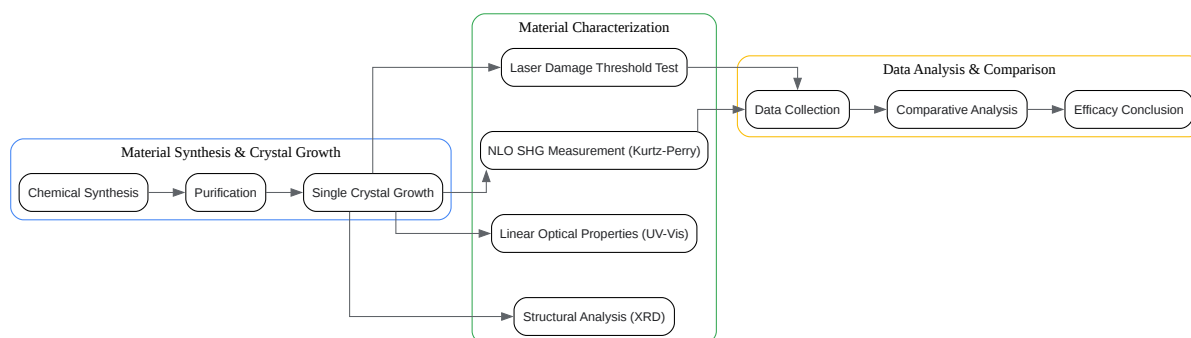 Material Synthesis & Crystal Growth
Chemical Synthesis
Purification
Single Crystal Growth
Material Characterization
Laser Damage Threshold Test
NLO SHG Measurement (Kurtz-Perry)
Linear Optical Properties (UV-Vis)
Structural Analysis (XRD)
Data Analysis & Comparison
Data Collection
Comparative Analysis
Efficacy Conclusion